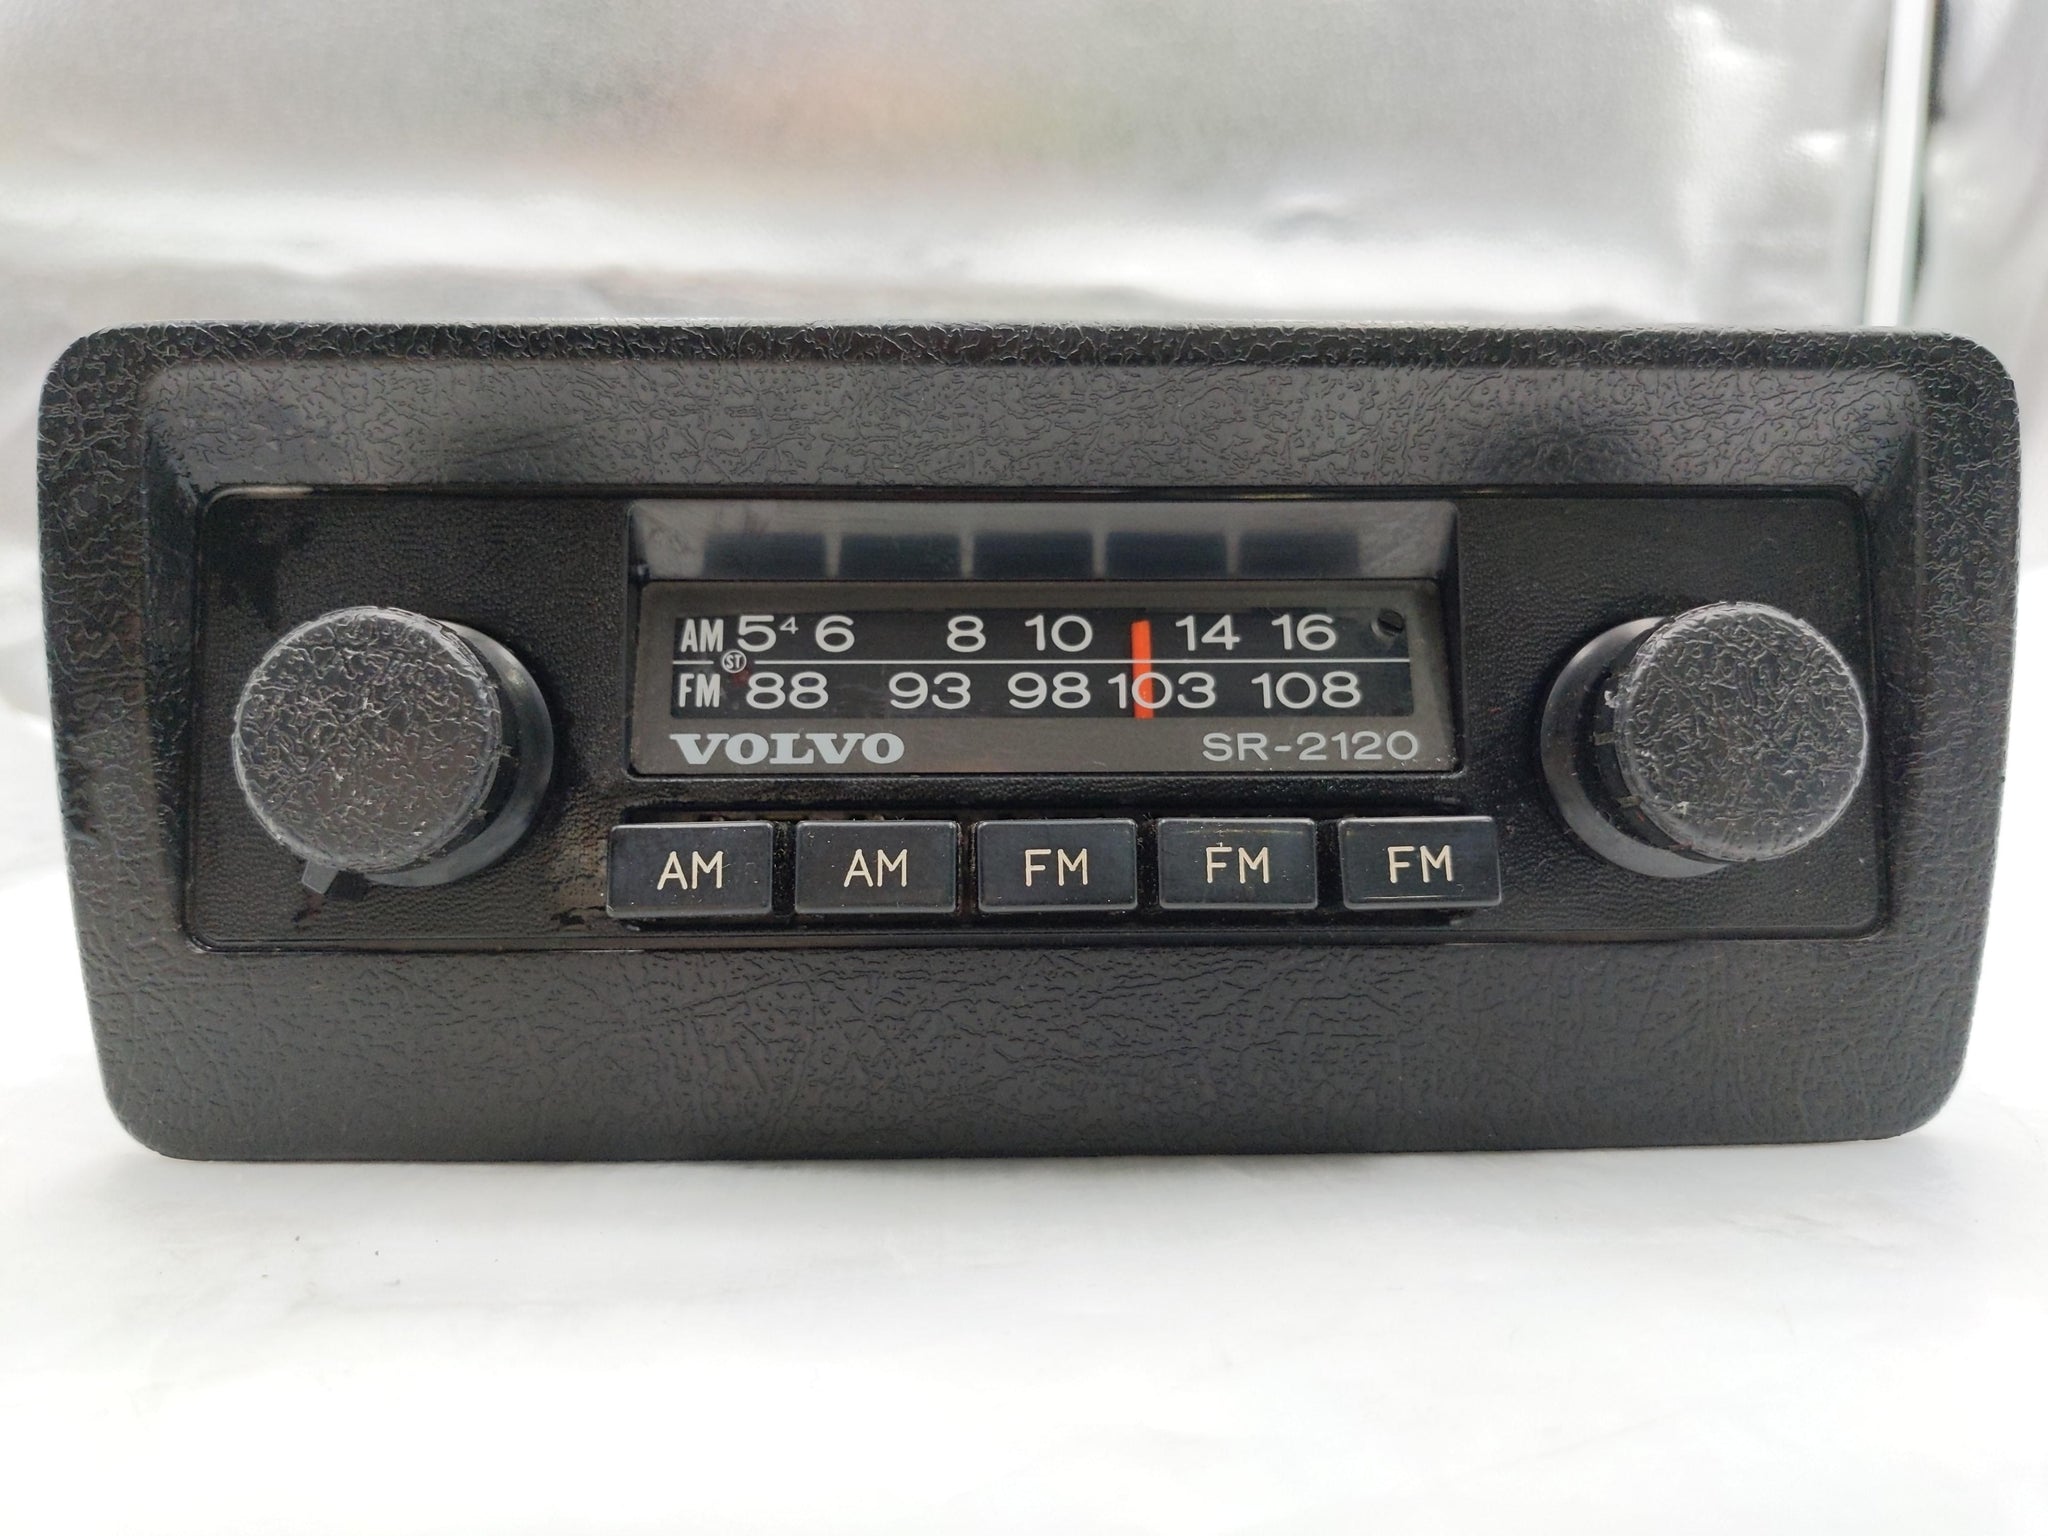 AM 5⁴ 6 8 10 14 16
ST
FM 88 93 98 103 108
VOLVO SR-2120
AM AM FM FM FM